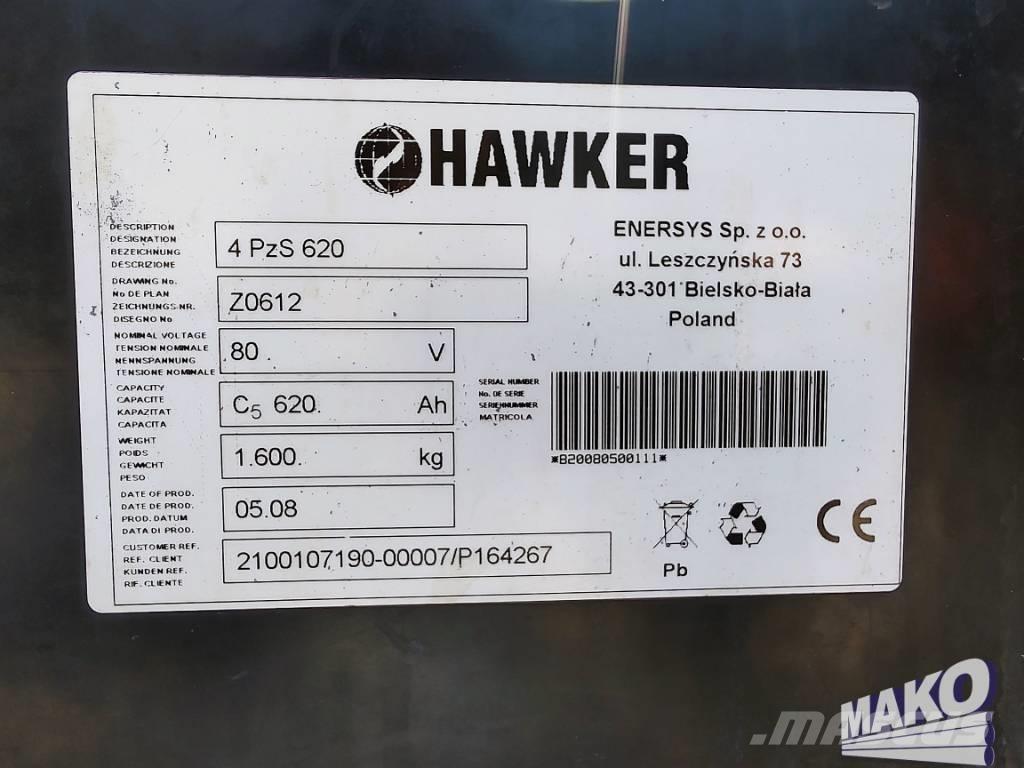 HAWKER
DESCRIPTION
DESIGNATION
BEZEICHNUNG
DESCRIZIONE
4 PzS 620
DRAWING No.
No DE PLAN
ZEICHNUNGS-NR.
DISEGNO No
Z0612
NOMINAL VOLTAGE
TENSION NOMINALE
NENNSPANNUNG
TENSIONE NOMINALE
80 . V
CAPACITY
CAPACITE
KAPAZITAT
CAPACITA
C5 620. Ah
WEIGHT
POIDS
GEWICHT
PESO
1.600. kg
DATE OF PROD.
DATE DE PROD.
PROD. DATUM
DATA DI PROD.
05.08
CUSTOMER REF.
REF. CLIENT
KUNDEN REF.
RIF. CLIENTE
2100107190-00007/P164267
ENERSYS Sp. z o.o.
ul. Leszczyńska 73
43-301 Bielsko-Biała
Poland
SERIAL NUMBER
No. DE SERIE
SERIENNUMMER
MATRICOLA
*B20080500111*
Pb
CE
MAKO
MASCUS